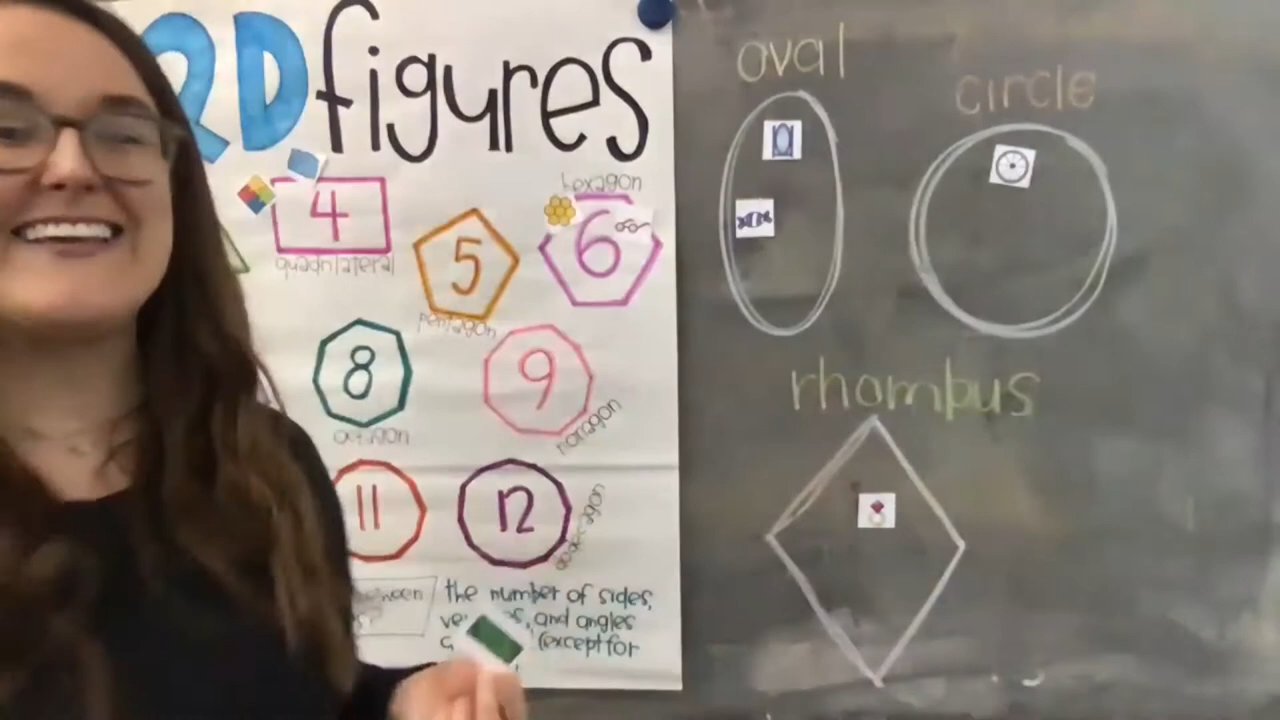 2D figures
4
quadrilateral
5
pentagon
hexagon
6
8
octagon
9
nonagon
11
12
dodecagon
the number of sides,
and angles
(except for
oval
circle
rhombus